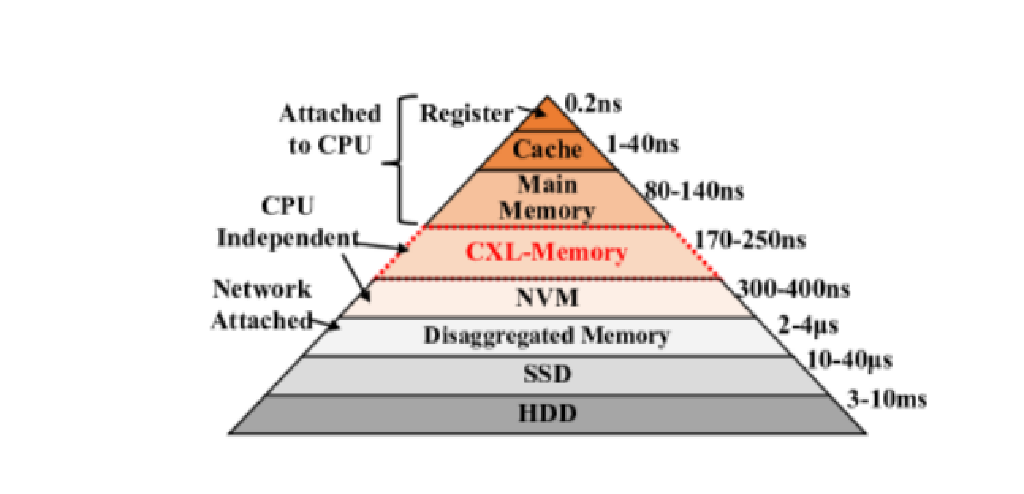 Attached
to CPU
Register
0.2ns
Cache
1-40ns
Main
Memory
80-140ns
CPU
Independent
CXL-Memory
170-250ns
Network
Attached
NVM
300-400ns
Disaggregated Memory
2-4μs
SSD
10-40μs
HDD
3-10ms